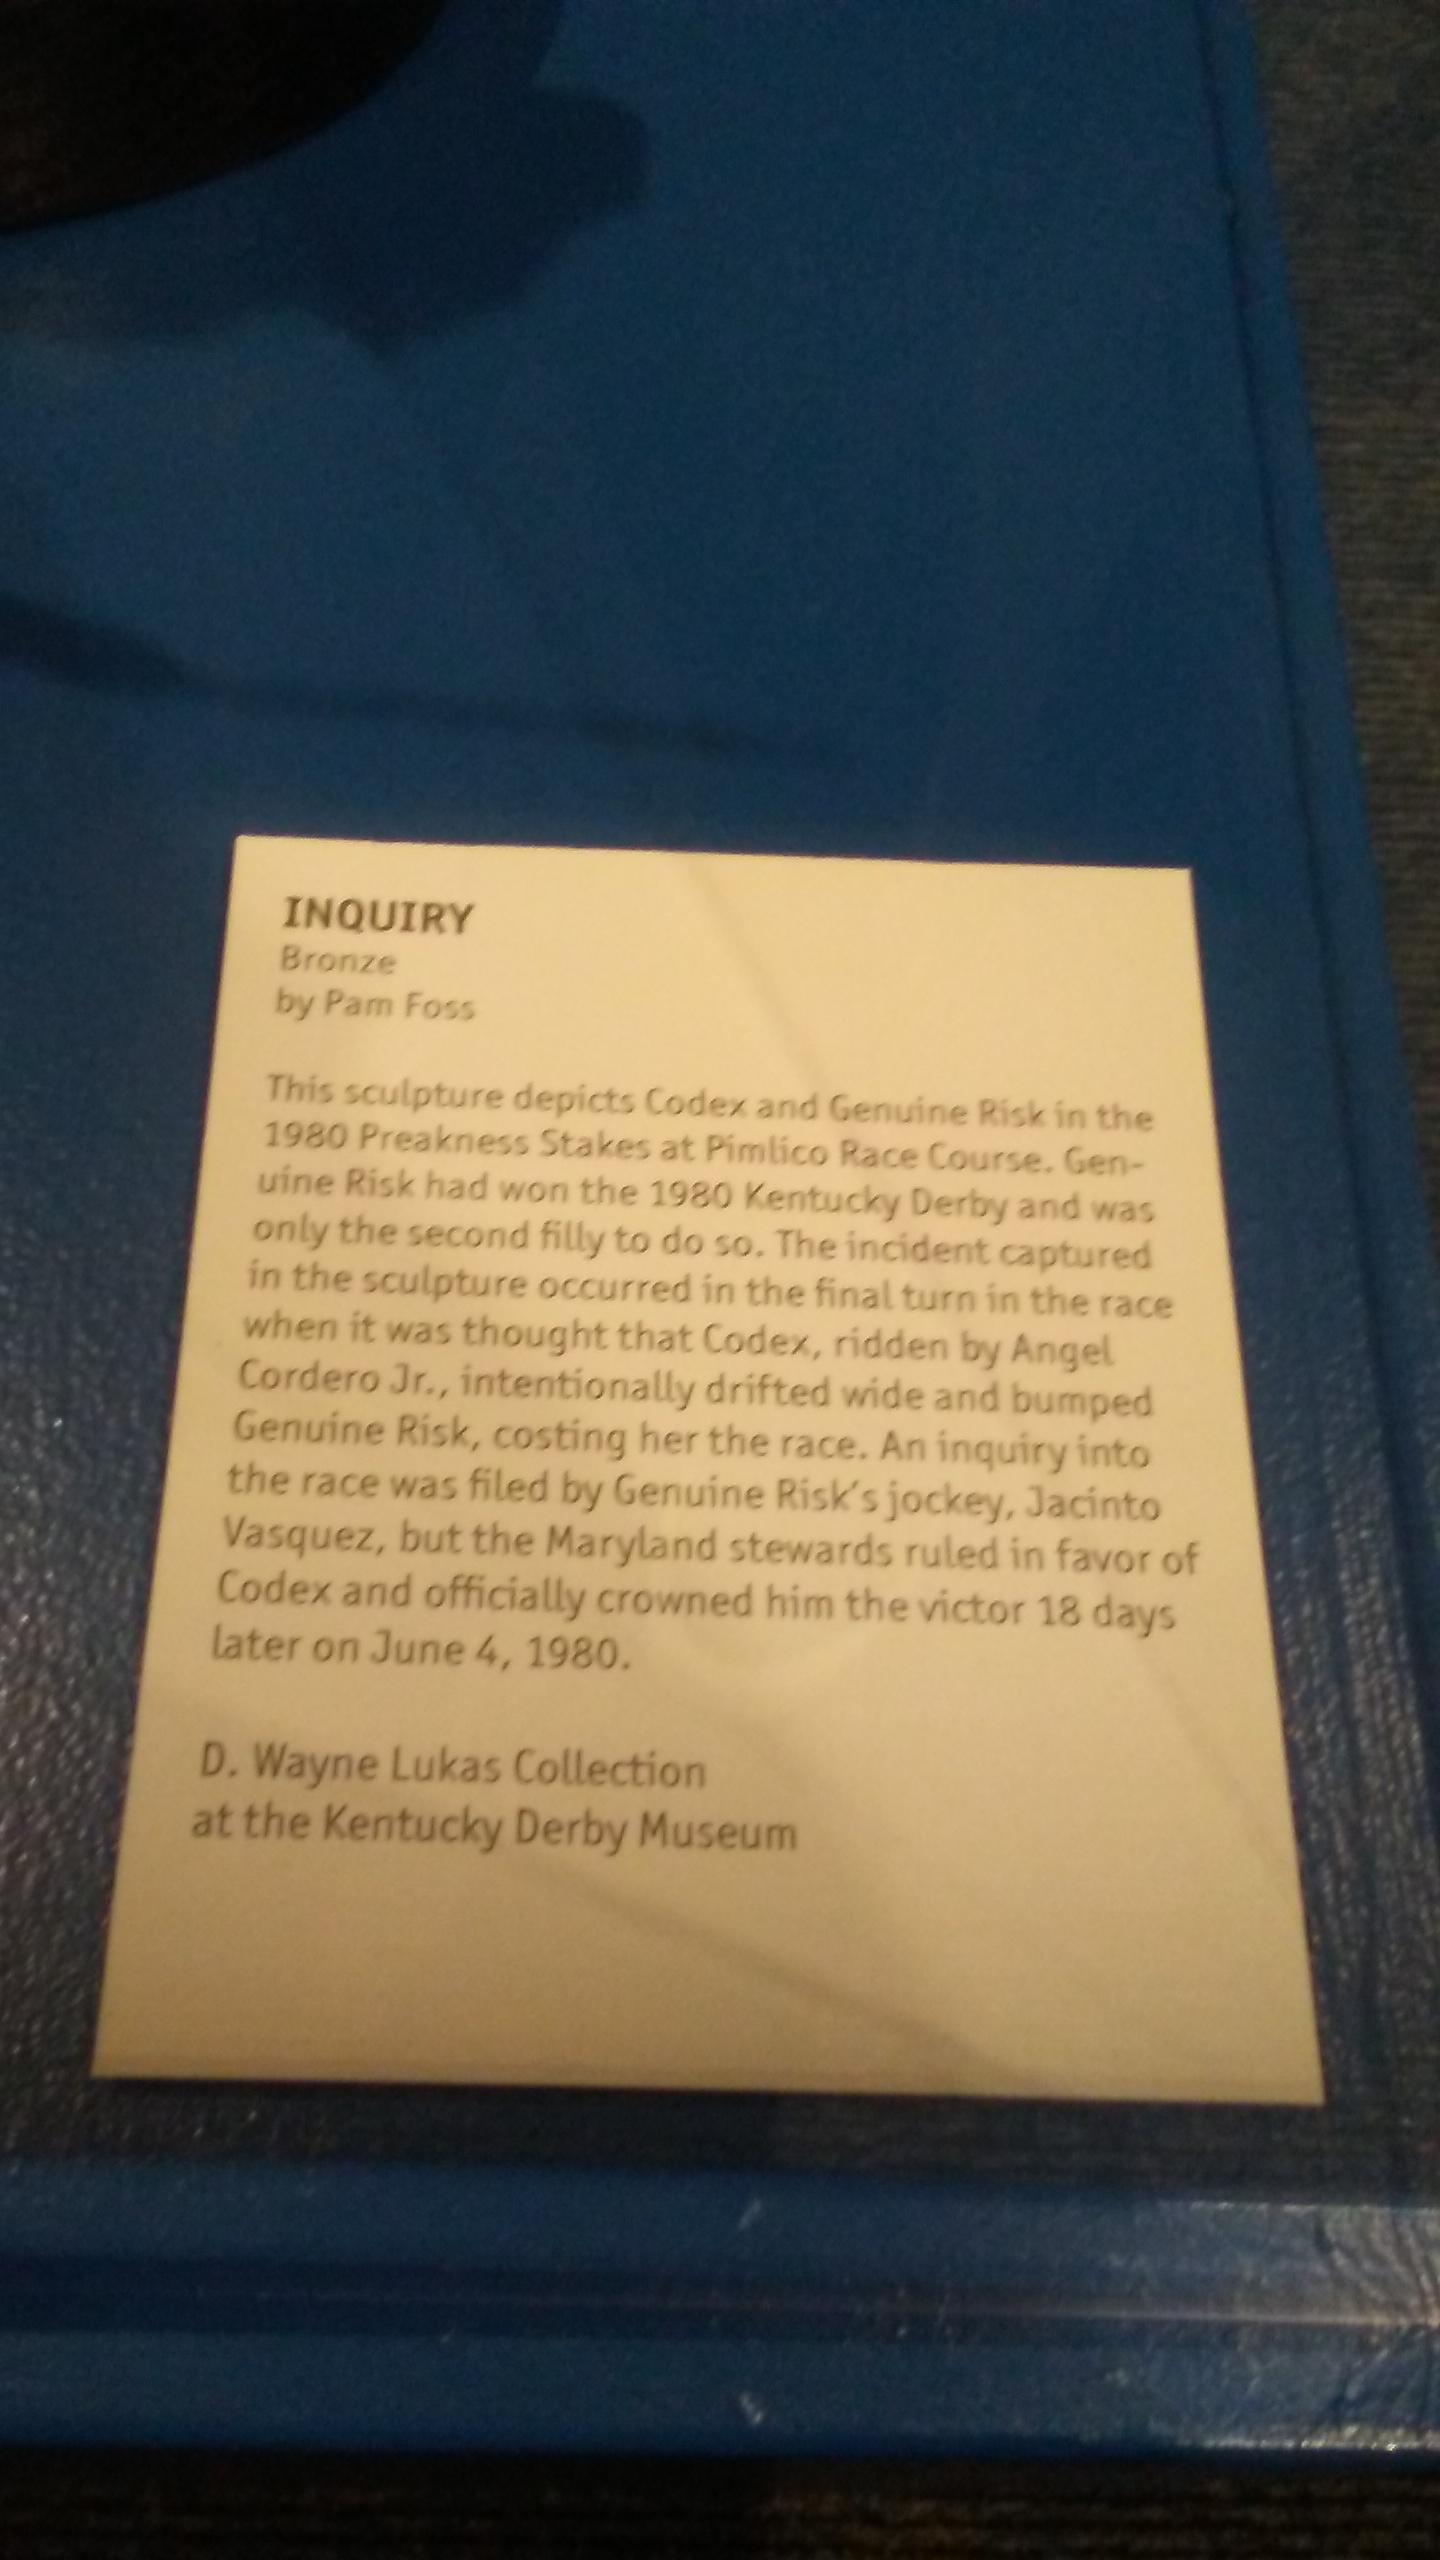 INQUIRY
Bronze
by Pam Foss
This sculpture depicts Codex and Genuine Risk in the
1980 Preakness Stakes at Pimlico Race Course. Gen-
uine Risk had won the 1980 Kentucky Derby and was
only the second filly to do so. The incident captured
in the sculpture occurred in the final turn in the race
when it was thought that Codex, ridden by Angel
Cordero Jr., intentionally drifted wide and bumped
Genuine Risk, costing her the race. An inquiry into
the race was filed by Genuine Risk's jockey, Jacinto
Vasquez, but the Maryland stewards ruled in favor of
Codex and officially crowned him the victor 18 days
later on June 4, 1980.
D. Wayne Lukas Collection
at the Kentucky Derby Museum